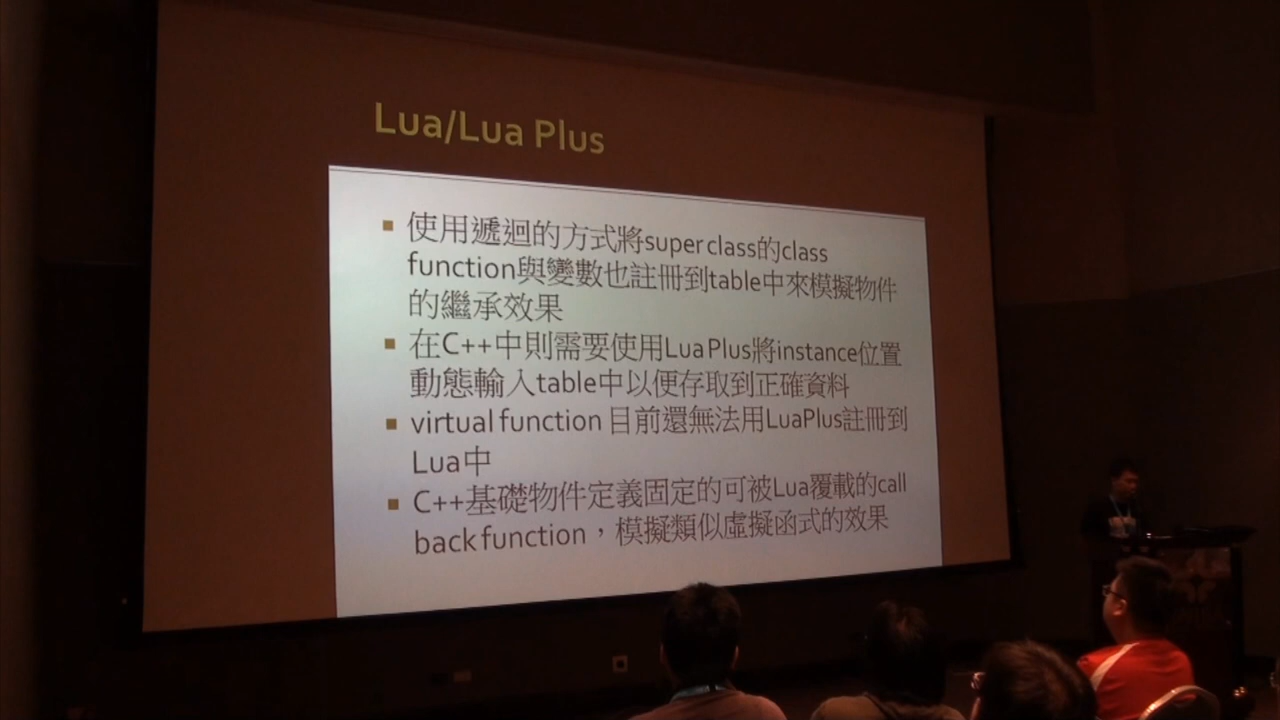 Lua/Lua Plus
使用遞迴的方式將super class的class
function與變數也註冊到table中來模擬物件
的繼承效果
在C++中則需要使用Lua Plus將instance位置
動態輸入table中以便存取到正確資料
virtual function 目前還無法用LuaPlus註冊到
Lua中
C++基礎物件定義固定的可被Lua覆載的call
back function，模擬類似虛擬函式的效果